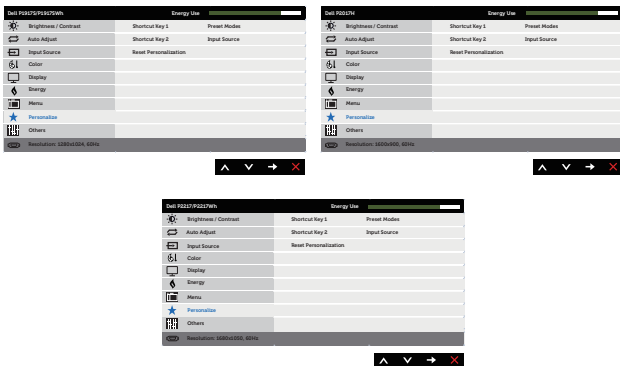 Dell P1917S/P1917SWh Energy Use
Brightness / Contrast Shortcut Key 1 Preset Modes
Auto Adjust Shortcut Key 2 Input Source
Input Source Reset Personalization
Color
Display
Energy
Menu
Personalize
Others
Resolution: 1280x1024, 60Hz
Dell P2017H Energy Use
Brightness / Contrast Shortcut Key 1 Preset Modes
Auto Adjust Shortcut Key 2 Input Source
Input Source Reset Personalization
Color
Display
Energy
Menu
Personalize
Others
Resolution: 1600x900, 60Hz
Dell P2217/P2217Wh Energy Use
Brightness / Contrast Shortcut Key 1 Preset Modes
Auto Adjust Shortcut Key 2 Input Source
Input Source Reset Personalization
Color
Display
Energy
Menu
Personalize
Others
Resolution: 1680x1050, 60Hz